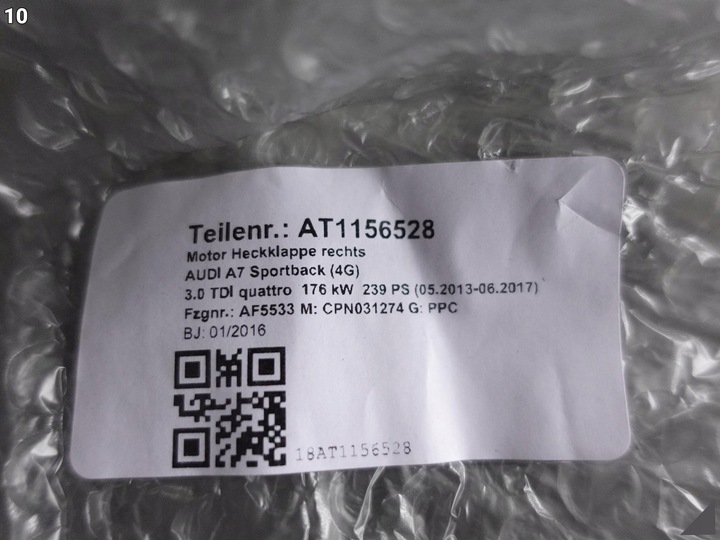 10
Teilenr.: AT1156528
Motor Heckklappe rechts
AUDI A7 Sportback (4G)
3.0 TDI quattro 176 kW 239 PS (05.2013-06.2017)
Fzgnr.: AF5533 M: CPN031274 G: PPC
BJ: 01/2016
18AT1156528